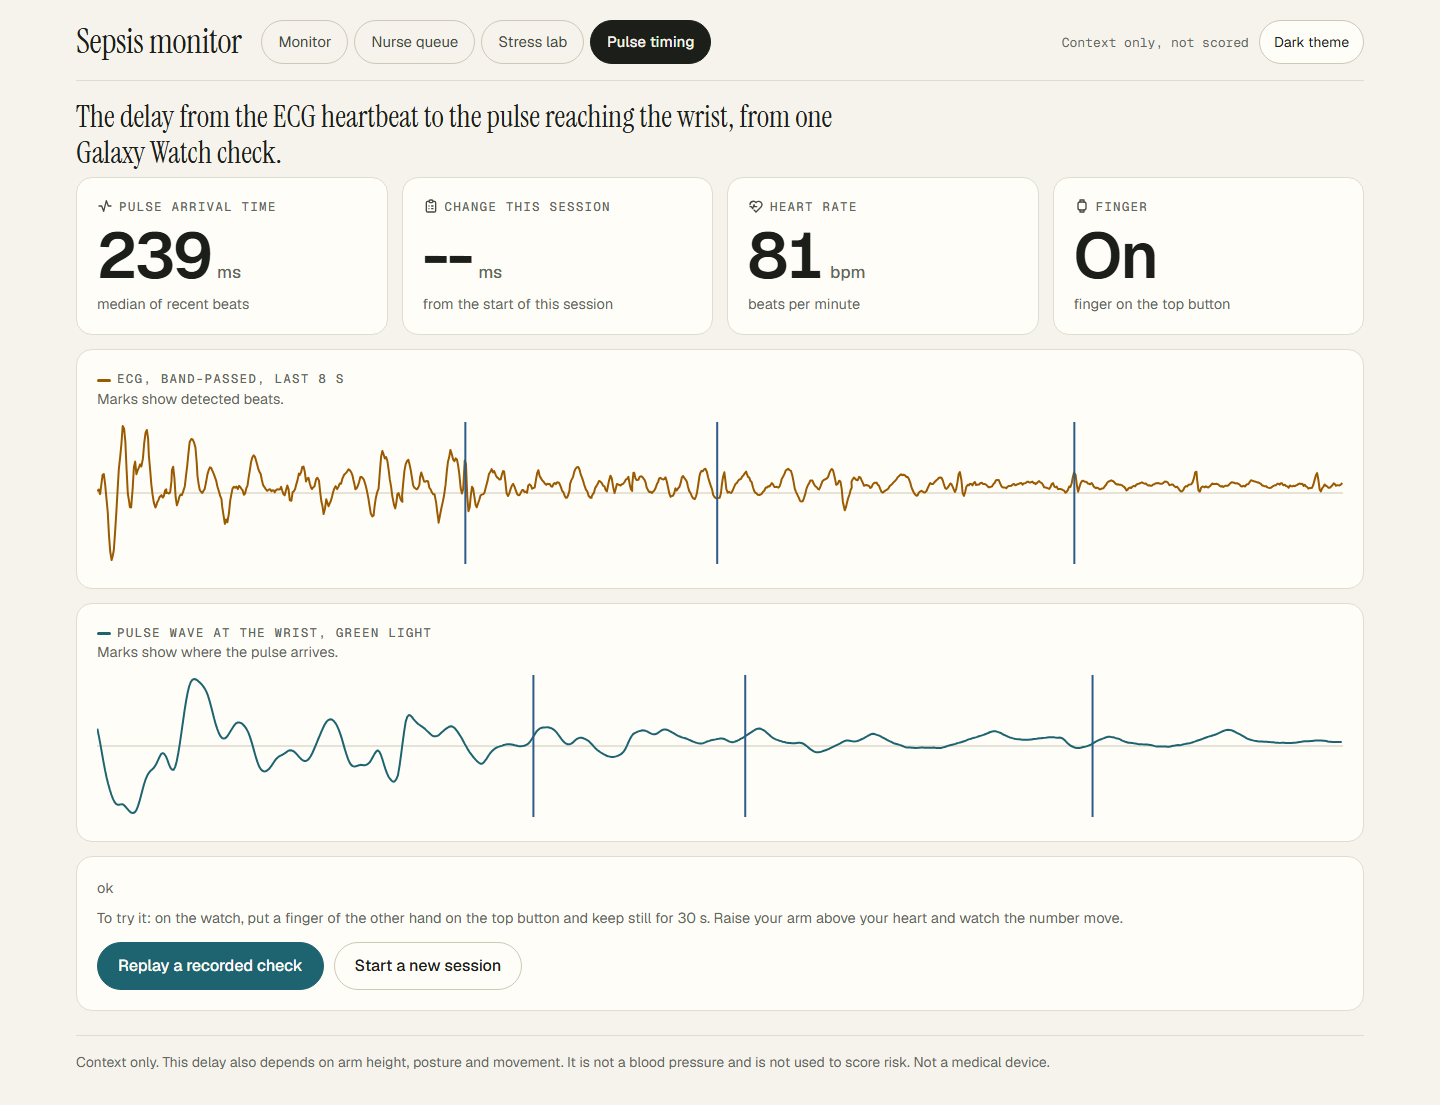 Sepsis monitor
Monitor
Nurse queue
Stress lab
Pulse timing
Context only, not scored
Dark theme
The delay from the ECG heartbeat to the pulse reaching the wrist, from one
Galaxy Watch check.
PULSE ARRIVAL TIME
239 ms
median of recent beats
CHANGE THIS SESSION
-- ms
from the start of this session
HEART RATE
81 bpm
beats per minute
FINGER
On
finger on the top button
ECG, BAND-PASSED, LAST 8 S
Marks show detected beats.
PULSE WAVE AT THE WRIST, GREEN LIGHT
Marks show where the pulse arrives.
ok
To try it: on the watch, put a finger of the other hand on the top button and keep still for 30 s. Raise your arm above your heart and watch the number move.
Replay a recorded check
Start a new session
Context only. This delay also depends on arm height, posture and movement. It is not a blood pressure and is not used to score risk. Not a medical device.